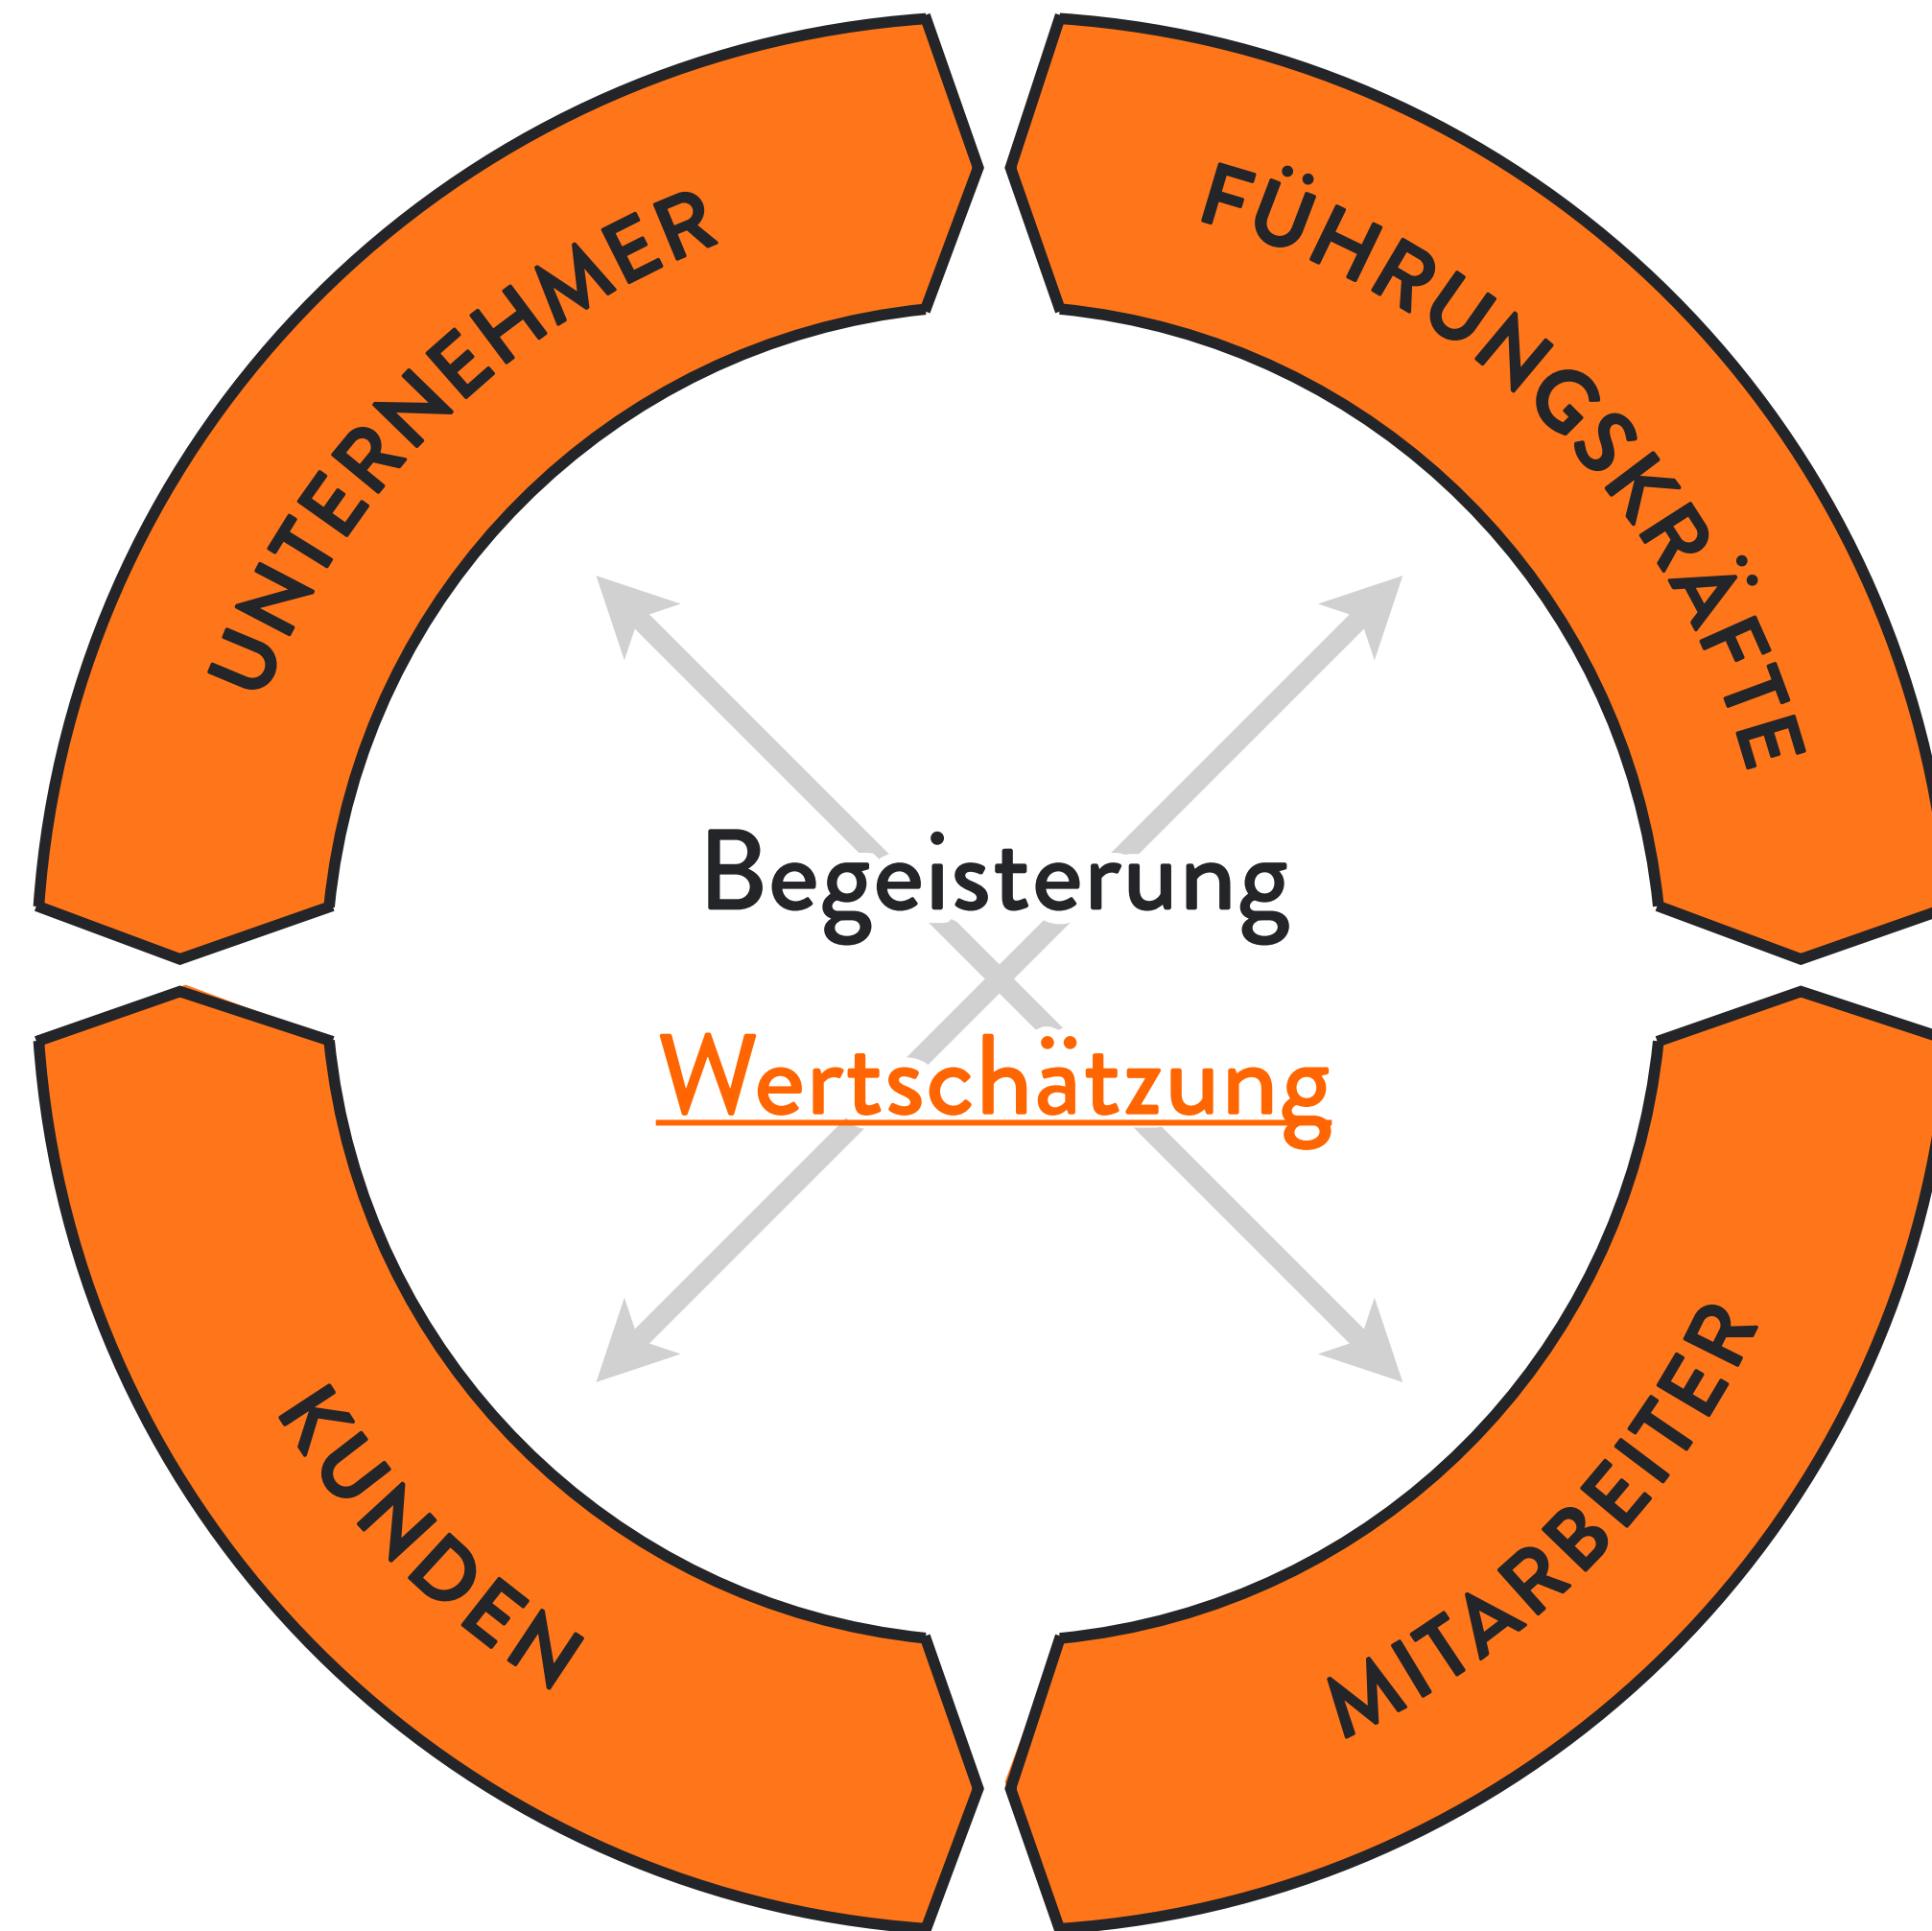 UNTERNEHMER
FÜHRUNGSKRÄFTE
Begeisterung
Wertschätzung
KUNDEN
MITARBEITER